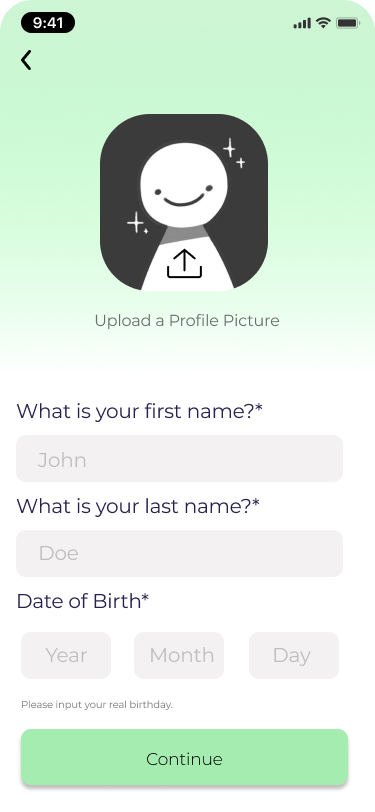 9:41
Upload a Profile Picture
What is your first name?*
John
What is your last name?*
Doe
Date of Birth*
Year Month Day
Please input your real birthday.
Continue